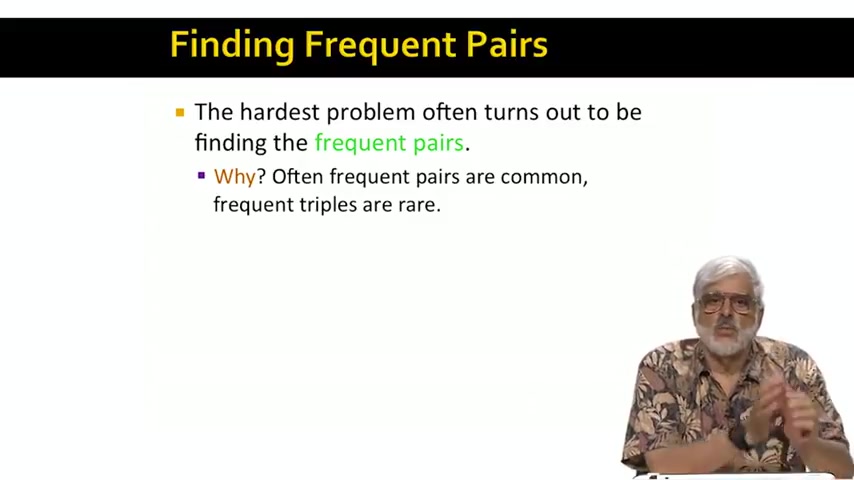 Finding Frequent Pairs
The hardest problem often turns out to be
finding the frequent pairs.
Why? Often frequent pairs are common,
frequent triples are rare.